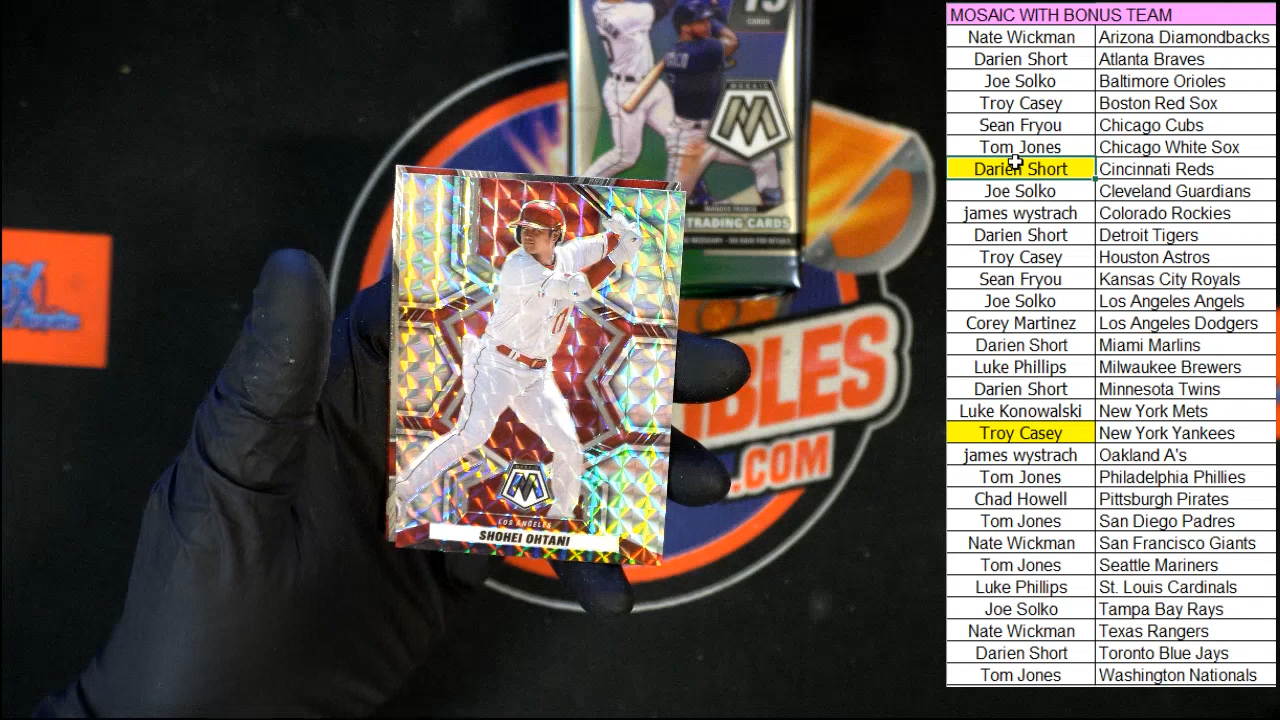 MOSAIC WITH BONUS TEAM
Nate Wickman Arizona Diamondbacks
Darien Short Atlanta Braves
Joe Solko Baltimore Orioles
Troy Casey Boston Red Sox
Sean Fryou Chicago Cubs
Tom Jones Chicago White Sox
Darien Short Cincinnati Reds
Joe Solko Cleveland Guardians
james wystrach Colorado Rockies
Darien Short Detroit Tigers
Troy Casey Houston Astros
Sean Fryou Kansas City Royals
Joe Solko Los Angeles Angels
Corey Martinez Los Angeles Dodgers
Darien Short Miami Marlins
Luke Phillips Milwaukee Brewers
Darien Short Minnesota Twins
Luke Konowalski New York Mets
Troy Casey New York Yankees
james wystrach Oakland A's
Tom Jones Philadelphia Phillies
Chad Howell Pittsburgh Pirates
Tom Jones San Diego Padres
Nate Wickman San Francisco Giants
Tom Jones Seattle Mariners
Luke Phillips St. Louis Cardinals
Joe Solko Tampa Bay Rays
Nate Wickman Texas Rangers
Darien Short Toronto Blue Jays
Tom Jones Washington Nationals
15
CARDS
MOSAIC
TRADING CARDS
17
MOSAIC
LOS ANGELES
SHOHEI OHTANI
.COM